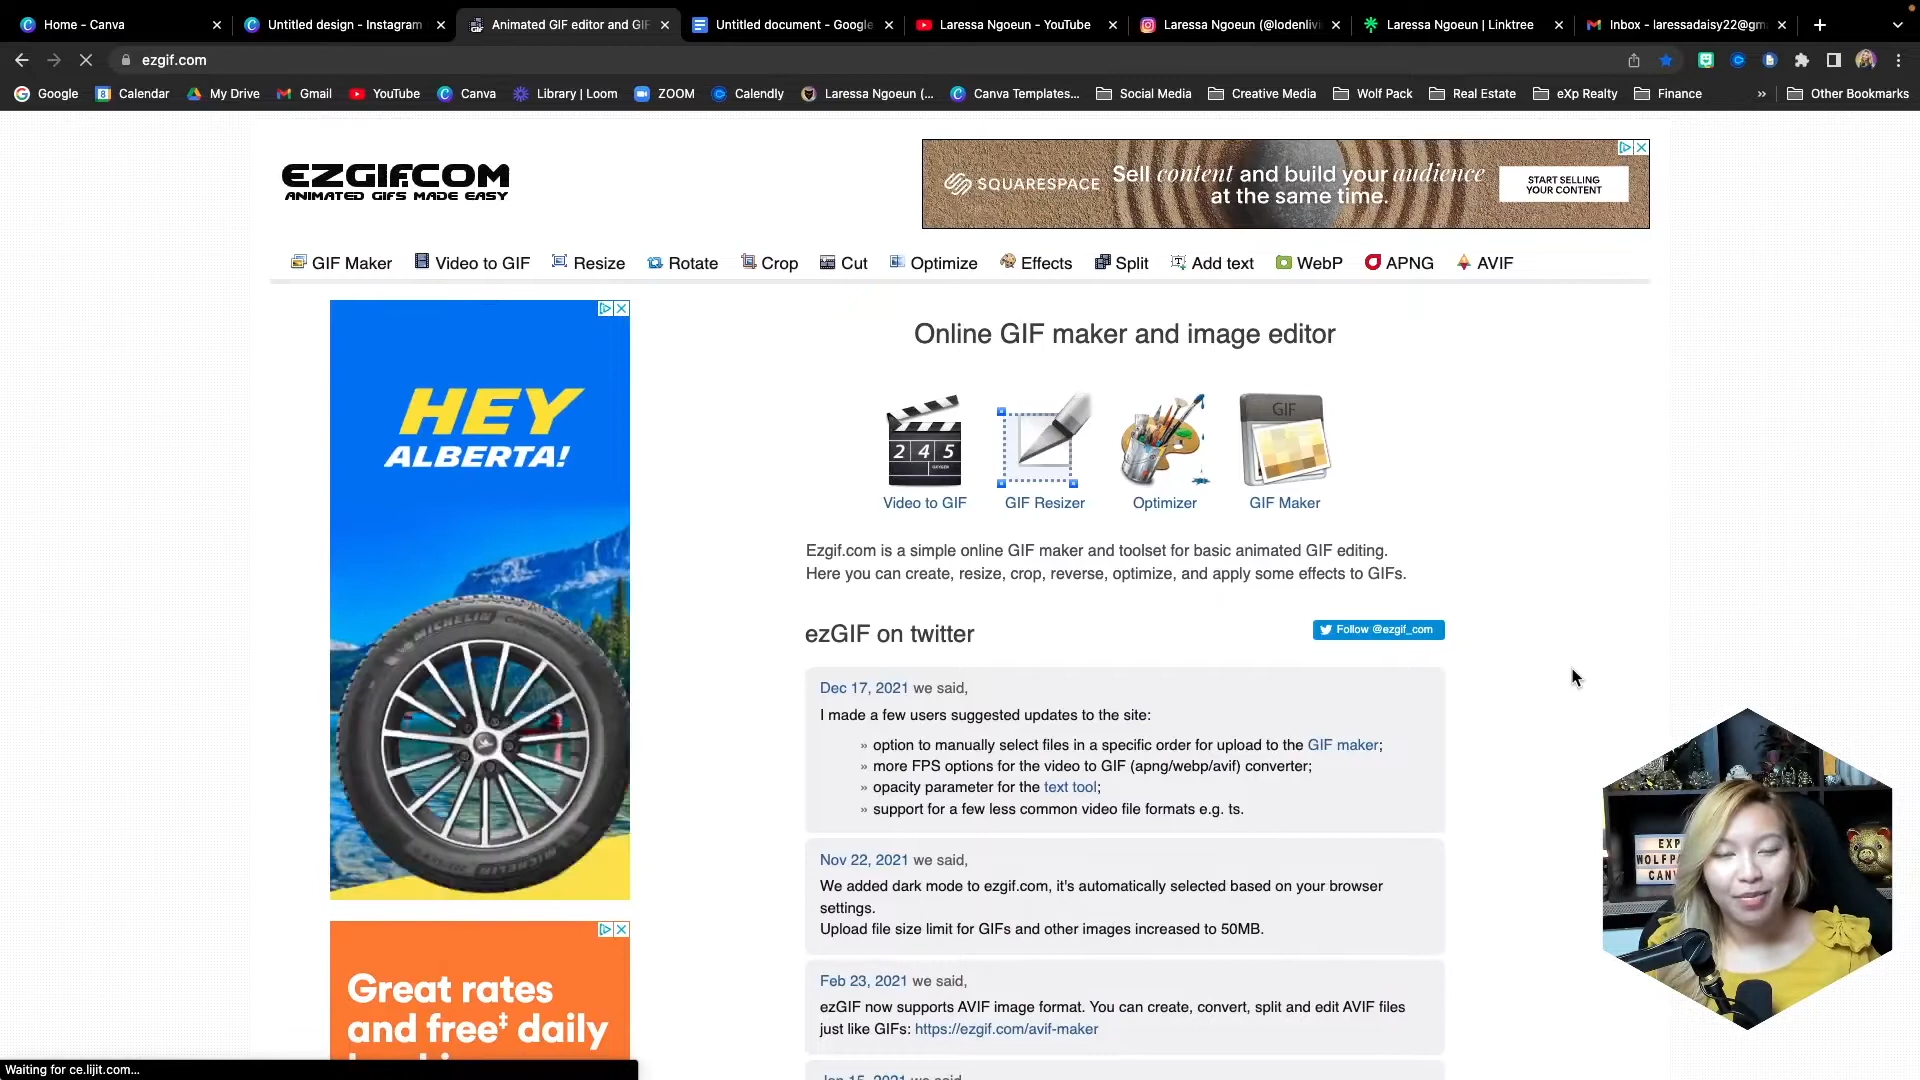 Home - Canva
Untitled design - Instagram
Animated GIF editor and GIF
Untitled document - Google
Laressa Ngoeun - YouTube
Laressa Ngoeun (@lodenlivi
Laressa Ngoeun | Linktree
Inbox - laressadaisy22@gm
ezgif.com
Google
Calendar
My Drive
Gmail
YouTube
Canva
Library | Loom
ZOOM
Calendly
Laressa Ngoeun (...
Canva Templates...
Social Media
Creative Media
Wolf Pack
Real Estate
eXp Realty
Finance
»
Other Bookmarks
EZGIF.COM
ANIMATED GIFS MADE EASY
SQUARESPACE
Sell content and build your audience
at the same time.
START SELLING
YOUR CONTENT
GIF Maker
Video to GIF
Resize
Rotate
Crop
Cut
Optimize
Effects
Split
Add text
WebP
APNG
AVIF
HEY
ALBERTA!
MICHELIN
Online GIF maker and image editor
2 4 5
GIF
Video to GIF
GIF Resizer
Optimizer
GIF Maker
Ezgif.com is a simple online GIF maker and toolset for basic animated GIF editing.
Here you can create, resize, crop, reverse, optimize, and apply some effects to GIFs.
ezGIF on twitter
Follow @ezgif_com
Dec 17, 2021 we said,
I made a few users suggested updates to the site:
» option to manually select files in a specific order for upload to the GIF maker;
» more FPS options for the video to GIF (apng/webp/avif) converter;
» opacity parameter for the text tool;
» support for a few less common video file formats e.g. ts.
Nov 22, 2021 we said,
We added dark mode to ezgif.com, it's automatically selected based on your browser
settings.
Upload file size limit for GIFs and other images increased to 50MB.
Feb 23, 2021 we said,
ezGIF now supports AVIF image format. You can create, convert, split and edit AVIF files
just like GIFs: https://ezgif.com/avif-maker
Jan 15, 2021 we said,
Great rates
and free‡ daily
EXP
WOLFPA
CANV
Waiting for ce.lijit.com...